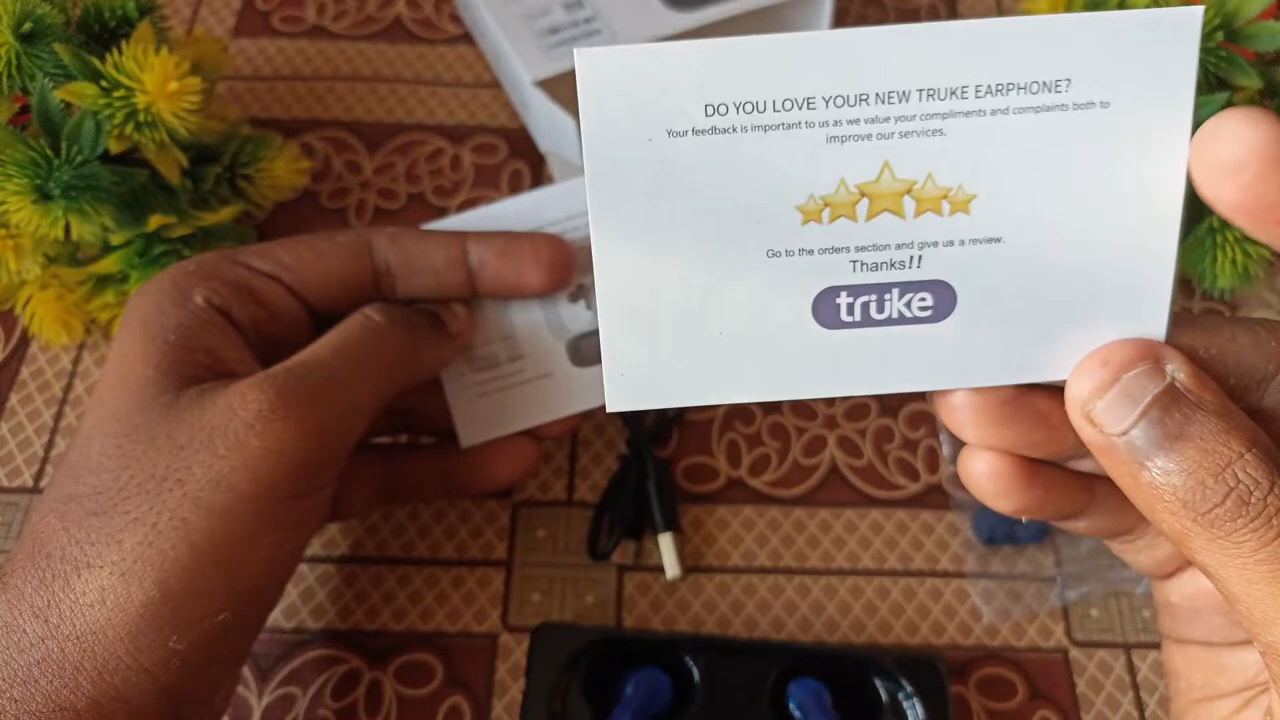 DO YOU LOVE YOUR NEW TRUKE EARPHONE?
Your feedback is important to us as we value your compliments and complaints both to
improve our services.
Go to the orders section and give us a review.
Thanks!!
truke